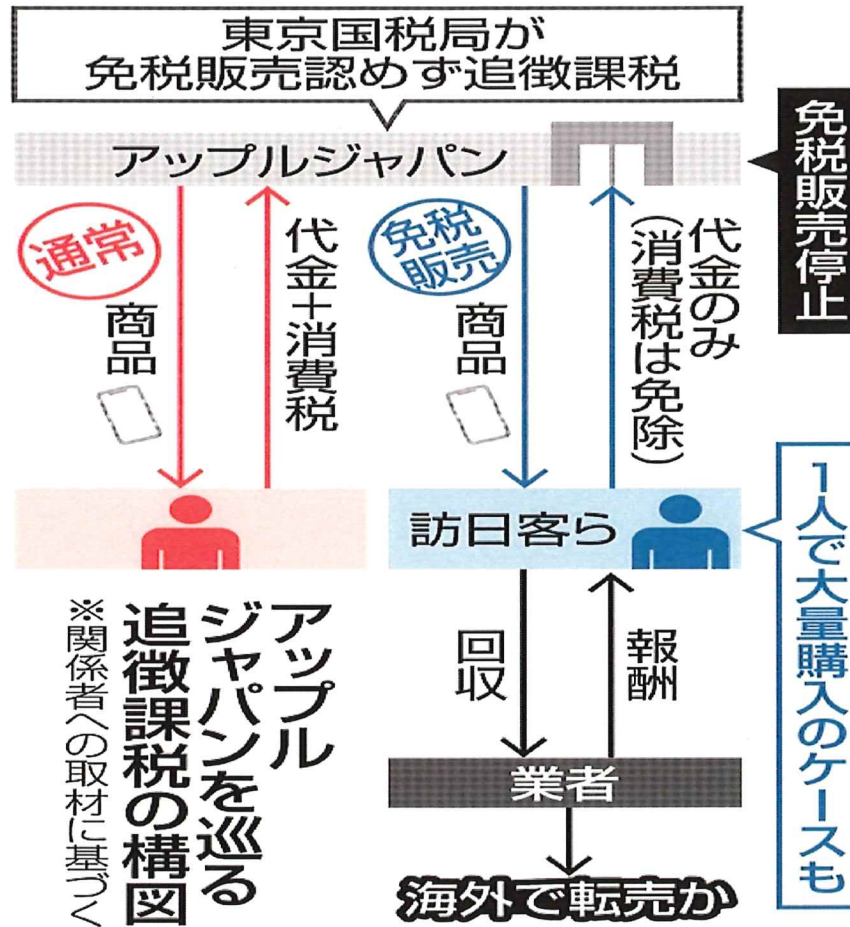 東京国税局が
免税販売認めず追徴課税
アップルジャパン
免税販売停止
通常
商品
代金＋消費税
免税
販売
商品
代金のみ
（消費税は免除）
訪日客ら
1人で大量購入のケースも
回収
報酬
業者
海外で転売か
アップル
ジャパンを巡る
追徴課税の構図
※関係者への取材に基づく